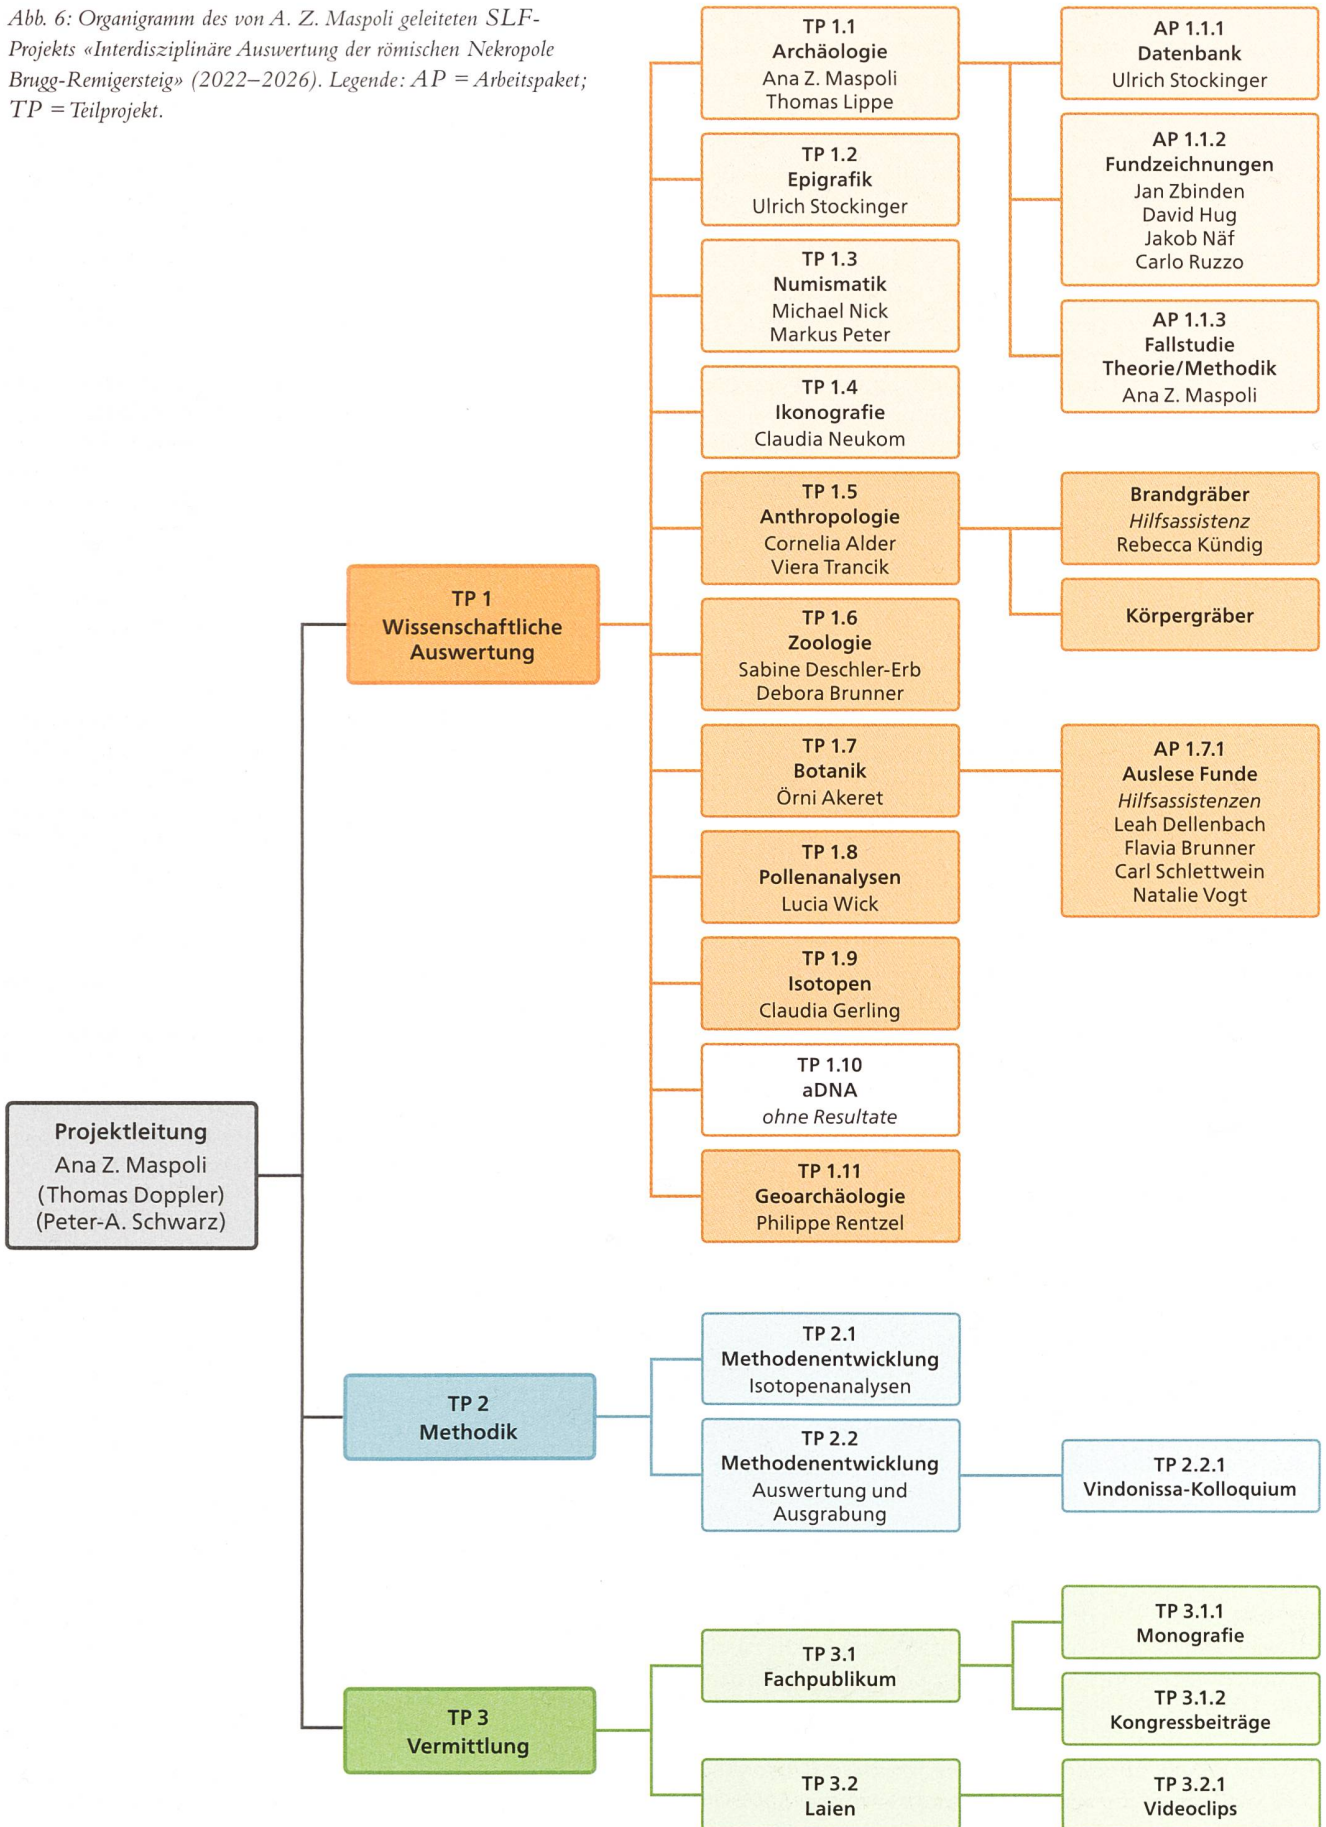 Abb. 6: Organigramm des von A. Z. Maspoli geleiteten SLF-
Projekts «Interdisziplinäre Auswertung der römischen Nekropole
Brugg-Remigersteig» (2022–2026). Legende: AP = Arbeitspaket;
TP = Teilprojekt.
Projektleitung
Ana Z. Maspoli
(Thomas Doppler)
(Peter-A. Schwarz)
TP 1
Wissenschaftliche
Auswertung
TP 1.1
Archäologie
Ana Z. Maspoli
Thomas Lippe
AP 1.1.1
Datenbank
Ulrich Stockinger
AP 1.1.2
Fundzeichnungen
Jan Zbinden
David Hug
Jakob Näf
Carlo Ruzzo
AP 1.1.3
Fallstudie
Theorie/Methodik
Ana Z. Maspoli
TP 1.2
Epigrafik
Ulrich Stockinger
TP 1.3
Numismatik
Michael Nick
Markus Peter
TP 1.4
Ikonografie
Claudia Neukom
TP 1.5
Anthropologie
Cornelia Alder
Viera Trancik
Brandgräber
Hilfsassistenz
Rebecca Kündig
Körpergräber
TP 1.6
Zoologie
Sabine Deschler-Erb
Debora Brunner
TP 1.7
Botanik
Örni Akeret
AP 1.7.1
Auslese Funde
Hilfsassistenzen
Leah Dellenbach
Flavia Brunner
Carl Schlettwein
Natalie Vogt
TP 1.8
Pollenanalysen
Lucia Wick
TP 1.9
Isotopen
Claudia Gerling
TP 1.10
aDNA
ohne Resultate
TP 1.11
Geoarchäologie
Philippe Rentzel
TP 2
Methodik
TP 2.1
Methodenentwicklung
Isotopenanalysen
TP 2.2
Methodenentwicklung
Auswertung und
Ausgrabung
TP 2.2.1
Vindonissa-Kolloquium
TP 3
Vermittlung
TP 3.1
Fachpublikum
TP 3.1.1
Monografie
TP 3.1.2
Kongressbeiträge
TP 3.2
Laien
TP 3.2.1
Videoclips